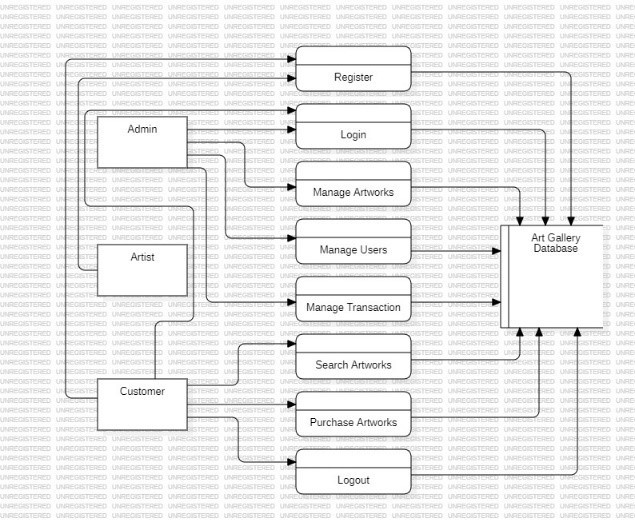 Register
Admin
Login
Manage Artworks
Art Gallery
Database
Manage Users
Artist
Manage Transaction
Search Artworks
Customer
Purchase Artworks
Logout
UNREGISTERED